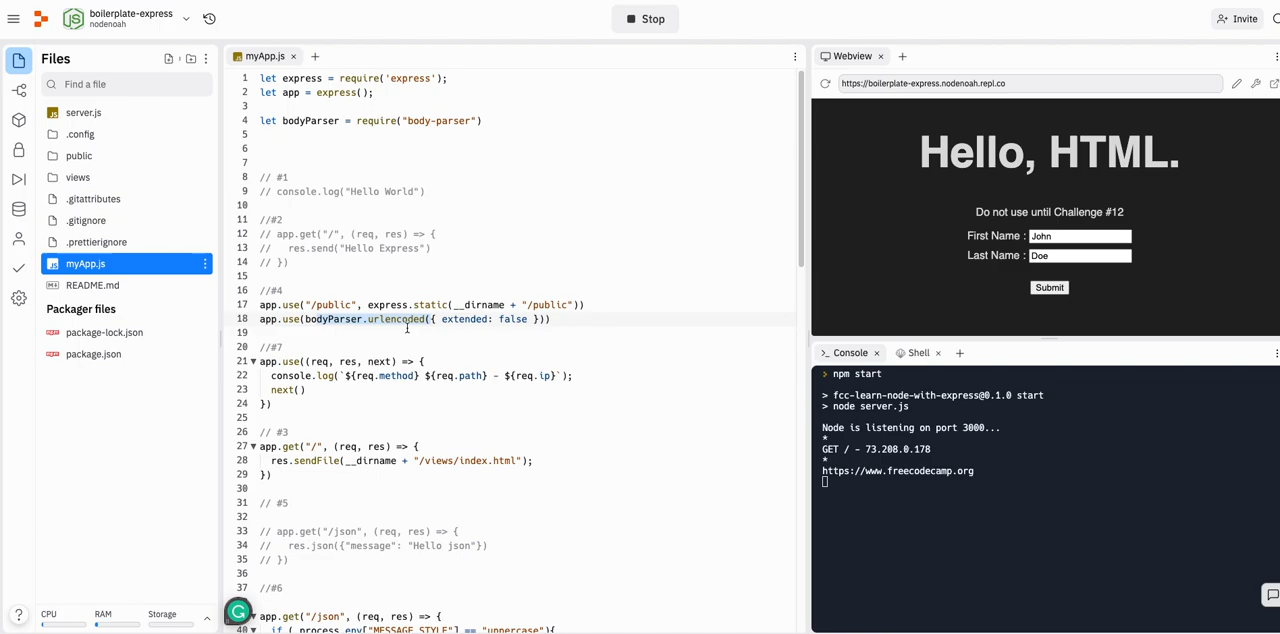 boilerplate-express
nodenoah
Stop
Invite
Files
Find a file
server.js
.config
public
views
.gitattributes
.gitignore
.prettierignore
myApp.js
README.md
Packager files
package-lock.json
package.json
CPU
RAM
Storage
myApp.js
1 let express = require('express');
2 let app = express();
3
4 let bodyParser = require("body-parser")
5
6
7
8 // #1
9 // console.log("Hello World")
10
11 //#2
12 // app.get("/", (req, res) => {
13 //   res.send("Hello Express")
14 // })
15
16 //#4
17 app.use("/public", express.static(__dirname + "/public"))
18 app.use(bodyParser.urlencoded({ extended: false }))
19
20 //#7
21 app.use((req, res, next) => {
22   console.log(`${req.method} ${req.path} - ${req.ip}`);
23   next()
24 })
25
26 // #3
27 app.get("/", (req, res) => {
28   res.sendFile(__dirname + "/views/index.html");
29 })
30
31 // #5
32
33 // app.get("/json", (req, res) => {
34 //   res.json({"message": "Hello json"})
35 // })
36
37 //#6
app.get("/json", (req, res) => {
40 if ( process.env["MESSAGE_STYLE"] == "uppercase"){
Webview
https://boilerplate-express.nodenoah.repl.co
Hello, HTML.
Do not use until Challenge #12
First Name : John
Last Name : Doe
Submit
Console
Shell
> npm start
> fcc-learn-node-with-express@0.1.0 start
> node server.js
Node is listening on port 3000...
*
GET / - 73.208.0.178
*
https://www.freecodecamp.org